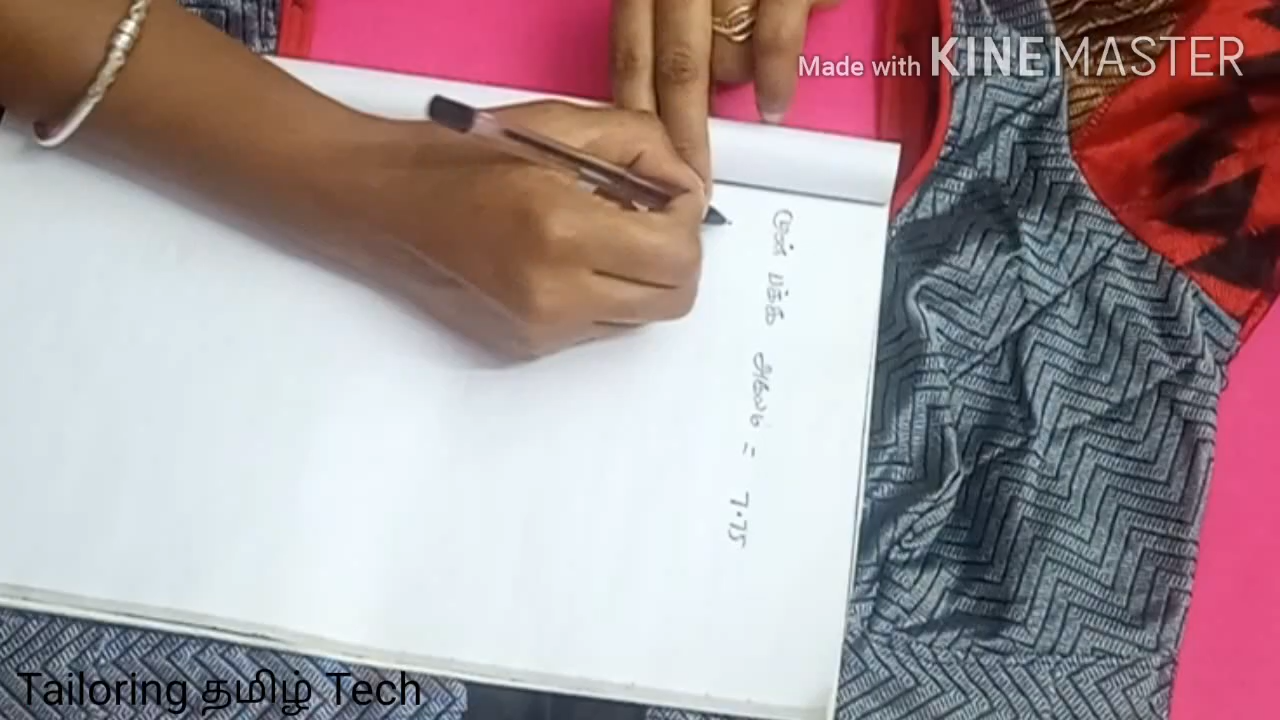 Made with KINEMASTER
முன் பக்க அகலம் = 7.75
Tailoring தமிழ் Tech